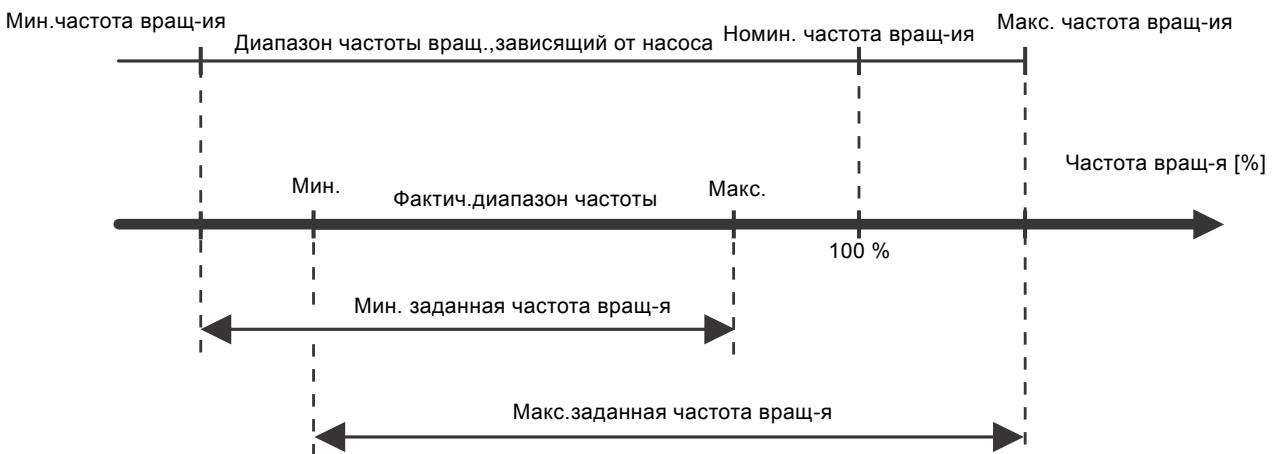 Мин.частота вращ-ия
Диапазон частоты вращ.,зависящий от насоса
Номин. частота вращ-ия
Макс. частота вращ-ия
Частота вращ-я [%]
Мин.
Фактич.диапазон частоты
Макс.
100 %
Мин. заданная частота вращ-я
Макс.заданная частота вращ-я